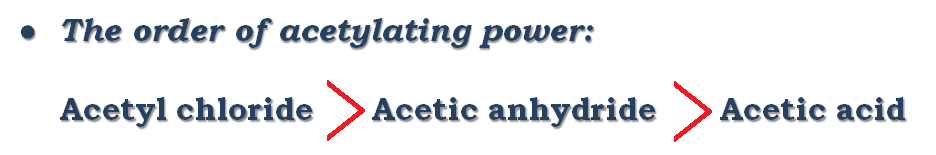 • The order of acetylating power:
Acetyl chloride > Acetic anhydride > Acetic acid